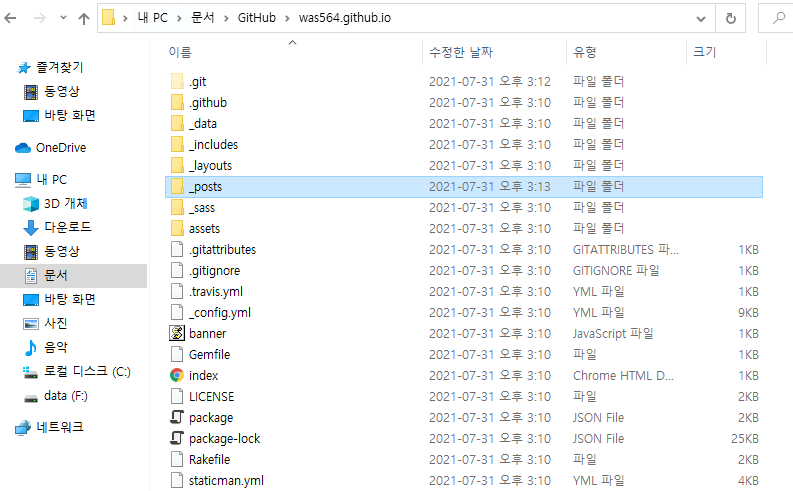 내 PC > 문서 > GitHub > was564.github.io
이름 수정한 날짜 유형 크기
즐겨찾기
동영상
바탕 화면
OneDrive
내 PC
3D 개체
다운로드
동영상
문서
바탕 화면
사진
음악
로컬 디스크 (C:)
data (F:)
네트워크
.git 2021-07-31 오후 3:12 파일 폴더
.github 2021-07-31 오후 3:10 파일 폴더
_data 2021-07-31 오후 3:10 파일 폴더
_includes 2021-07-31 오후 3:10 파일 폴더
_layouts 2021-07-31 오후 3:10 파일 폴더
_posts 2021-07-31 오후 3:13 파일 폴더
_sass 2021-07-31 오후 3:10 파일 폴더
assets 2021-07-31 오후 3:10 파일 폴더
.gitattributes 2021-07-31 오후 3:10 GITATTRIBUTES 파... 1KB
.gitignore 2021-07-31 오후 3:10 GITIGNORE 파일 1KB
.travis.yml 2021-07-31 오후 3:10 YML 파일 1KB
_config.yml 2021-07-31 오후 3:10 YML 파일 9KB
banner 2021-07-31 오후 3:10 JavaScript 파일 1KB
Gemfile 2021-07-31 오후 3:10 파일 1KB
index 2021-07-31 오후 3:10 Chrome HTML D... 1KB
LICENSE 2021-07-31 오후 3:10 파일 2KB
package 2021-07-31 오후 3:10 JSON File 2KB
package-lock 2021-07-31 오후 3:10 JSON File 25KB
Rakefile 2021-07-31 오후 3:10 파일 2KB
staticman.yml 2021-07-31 오후 3:10 YML 파일 4KB